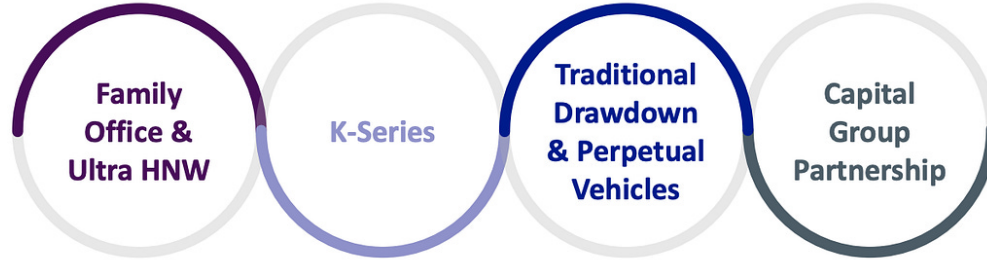 Family
Office &
Ultra HNW
K-Series
Traditional
Drawdown
& Perpetual
Vehicles
Capital
Group
Partnership